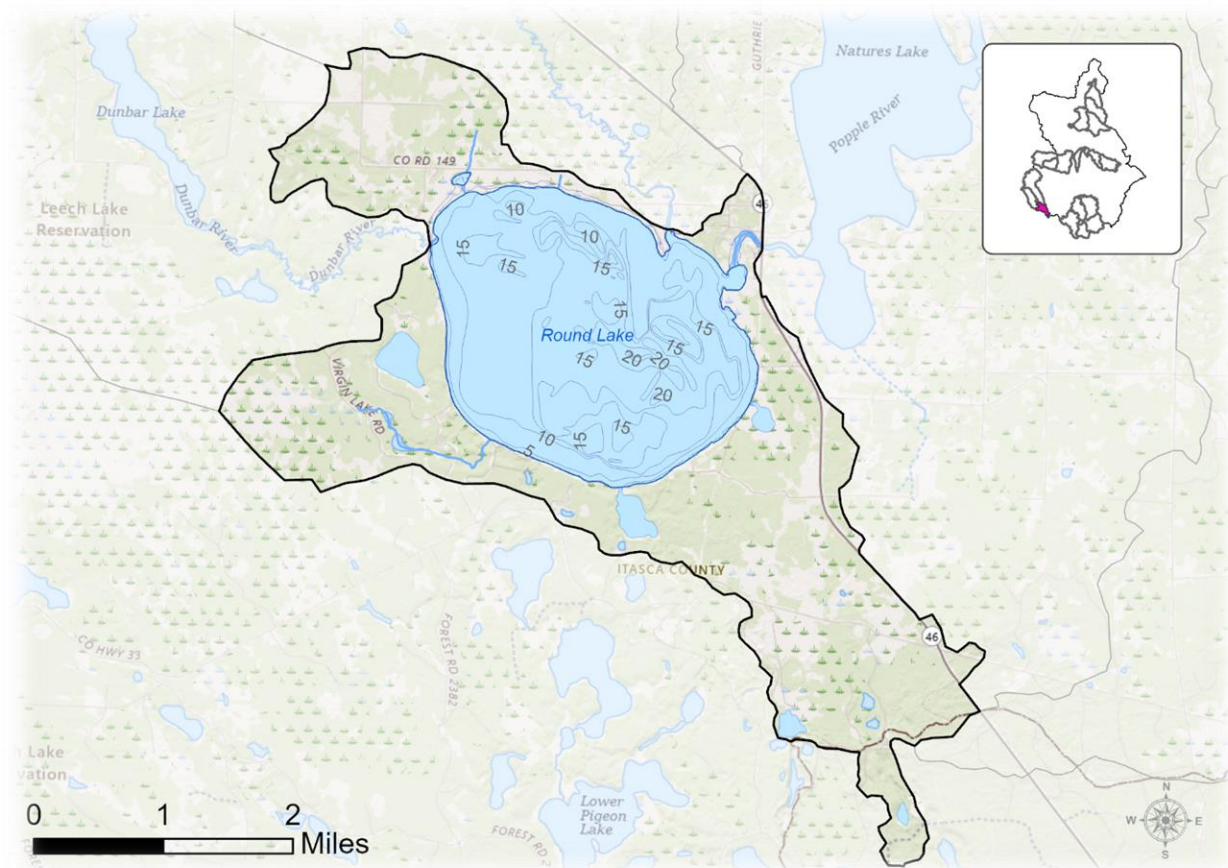 Natures Lake
GUTHRIE
Dunbar Lake
Popple River
CO RD 149
46
Leech Lake
Reservation
Dunbar River
Dunbar River
10
10
15
15
15
15
15
Round Lake
15
15
20
20
20
VIRGIN LAKE RD
15
10
15
5
ITASCA COUNTY
46
CO HWY 33
FOREST RD 2382
Lake
Lower
Pigeon
Lake
FOREST RD 2
0 1 2
Miles
N
W E
S